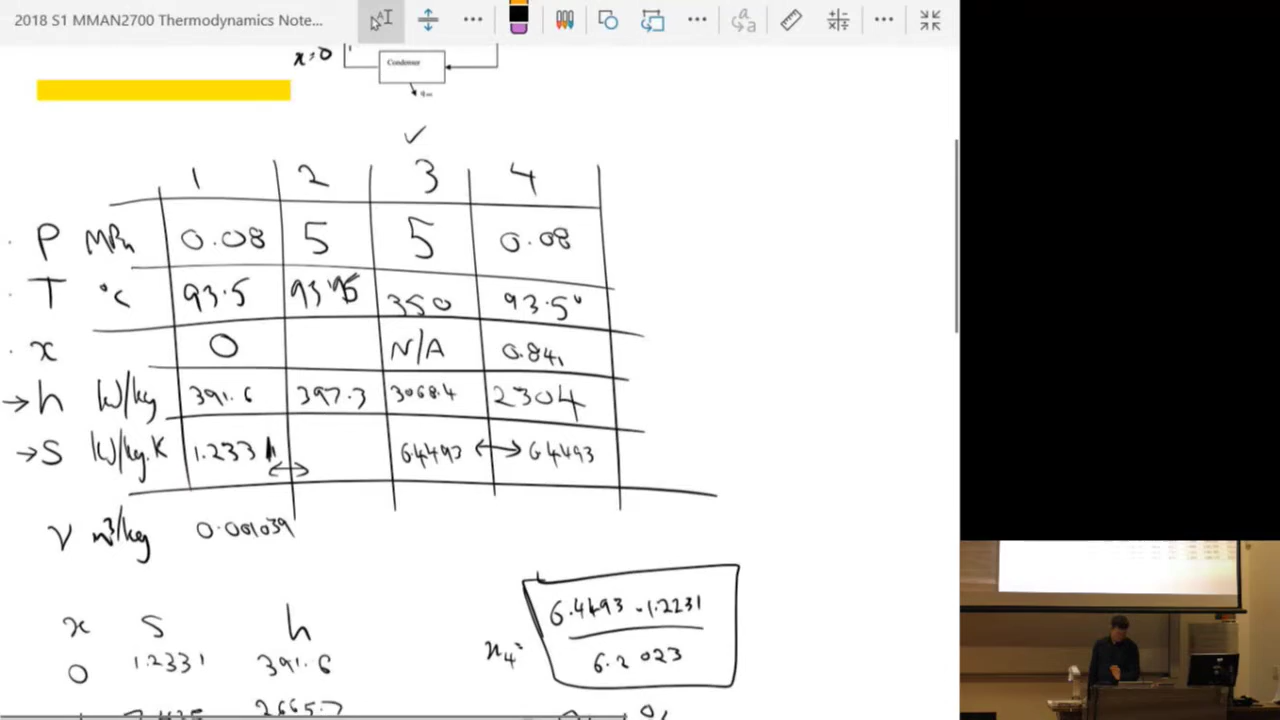 2018 S1 MMAN2700 Thermodynamics Note...
x=0
Condenser
✓
1 2 3 4
P MPa 0.08 5 5 0.08
T °C 93.5 350 93.5°
x 0 N/A 0.841
→ h kJ/kg 391.6 397.3 3068.4 2304
→ S kJ/kg.K 1.233 ↔ 6.4493 ↔ 6.4493
v m³/kg 0.001039
x s h
0 1.2331 391.6
2665.7
x4= 6.4493 - 1.2231
6.2023